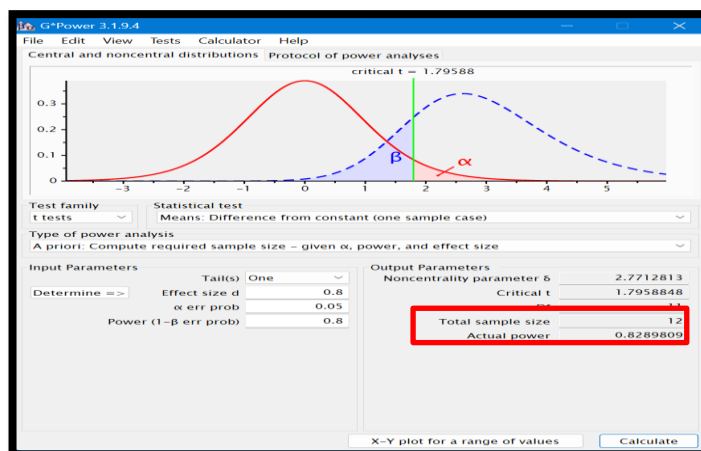 G*Power 3.1.9.4
File Edit View Tests Calculator Help
Central and noncentral distributions Protocol of power analyses
critical t = 1.79588
0.3
0.2
0.1
0
β
α
-3 -2 -1 0 1 2 3 4 5
Test family Statistical test
t tests Means: Difference from constant (one sample case)
Type of power analysis
A priori: Compute required sample size – given α, power, and effect size
Input Parameters Output Parameters
Tail(s) One Noncentrality parameter δ 2.7712813
Determine => Effect size d 0.8 Critical t 1.7958848
α err prob 0.05 Df 11
Power (1-β err prob) 0.8 Total sample size 12
Actual power 0.8289809
X-Y plot for a range of values Calculate